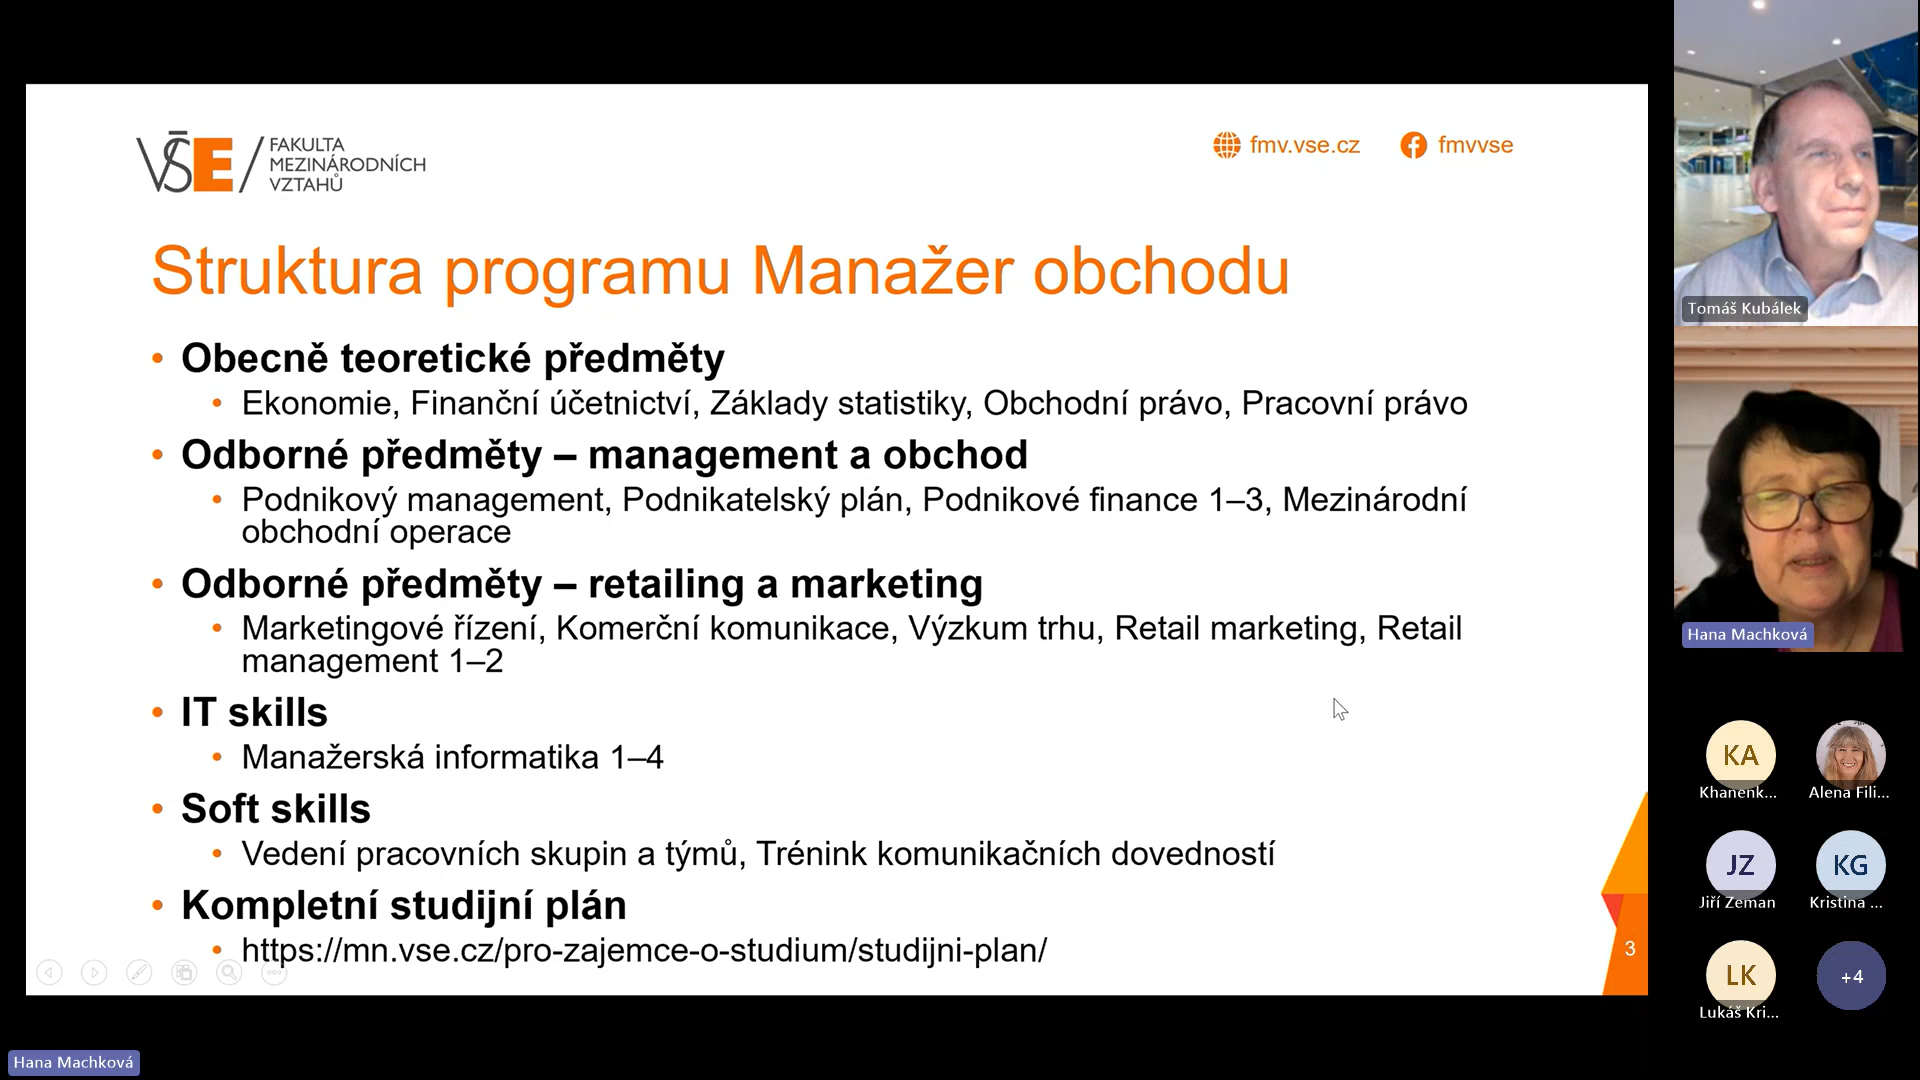 VŠE / FAKULTA
MEZINÁRODNÍCH
VZTAHŮ
fmv.vse.cz
fmvvse
Struktura programu Manažer obchodu
• Obecně teoretické předměty
• Ekonomie, Finanční účetnictví, Základy statistiky, Obchodní právo, Pracovní právo
• Odborné předměty – management a obchod
• Podnikový management, Podnikatelský plán, Podnikové finance 1–3, Mezinárodní
obchodní operace
• Odborné předměty – retailing a marketing
• Marketingové řízení, Komerční komunikace, Výzkum trhu, Retail marketing, Retail
management 1–2
• IT skills
• Manažerská informatika 1–4
• Soft skills
• Vedení pracovních skupin a týmů, Trénink komunikačních dovedností
• Kompletní studijní plán
• https://mn.vse.cz/pro-zajemce-o-studium/studijni-plan/
3
Tomáš Kubálek
Hana Machková
KA
Khanenk...
Alena Fili...
JZ
Jiří Zeman
KG
Kristina ...
LK
Lukáš Kri...
+4
Hana Machková